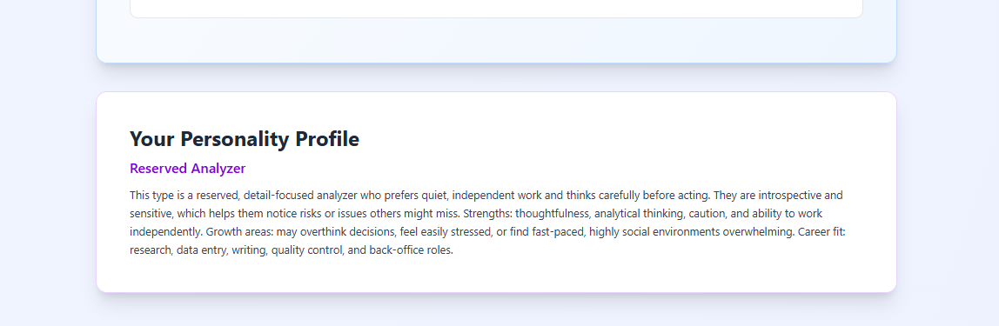 Your Personality Profile
Reserved Analyzer
This type is a reserved, detail-focused analyzer who prefers quiet, independent work and thinks carefully before acting. They are introspective and
sensitive, which helps them notice risks or issues others might miss. Strengths: thoughtfulness, analytical thinking, caution, and ability to work
independently. Growth areas: may overthink decisions, feel easily stressed, or find fast-paced, highly social environments overwhelming. Career fit:
research, data entry, writing, quality control, and back-office roles.